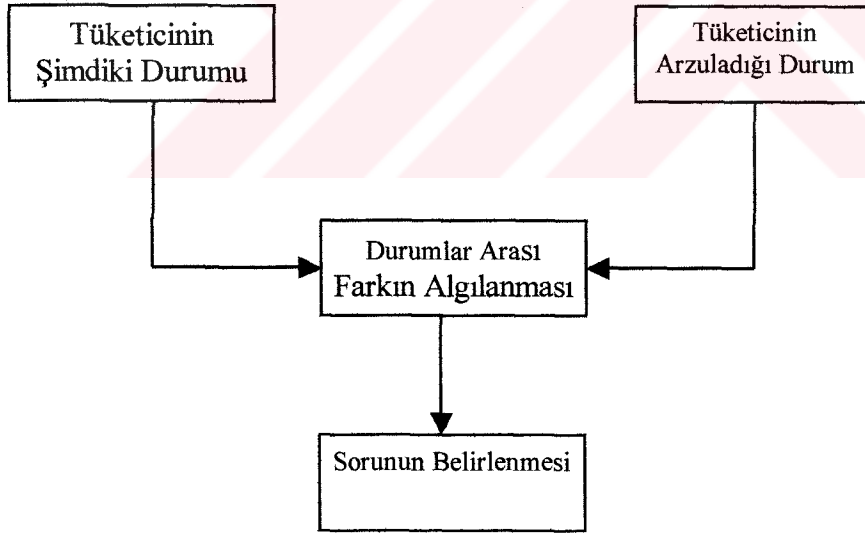 Tüketicinin
Şimdiki Durumu
Tüketicinin
Arzuladığı Durum
Durumlar Arası
Farkın Algılanması
Sorunun Belirlenmesi